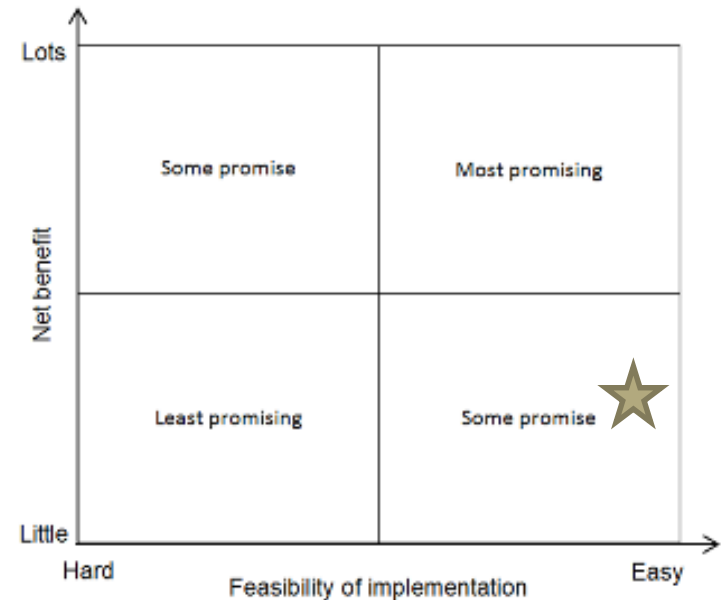 Lots
Some promise
Most promising
Net benefit
Least promising
Some promise
Little
Hard
Feasibility of implementation
Easy